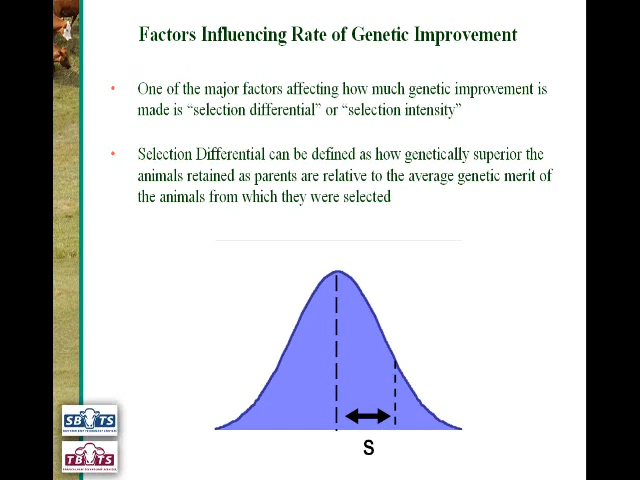 Factors Influencing Rate of Genetic Improvement
• One of the major factors affecting how much genetic improvement is
made is “selection differential” or “selection intensity”
• Selection Differential can be defined as how genetically superior the
animals retained as parents are relative to the average genetic merit of
the animals from which they were selected
S
SBTS
TBTS